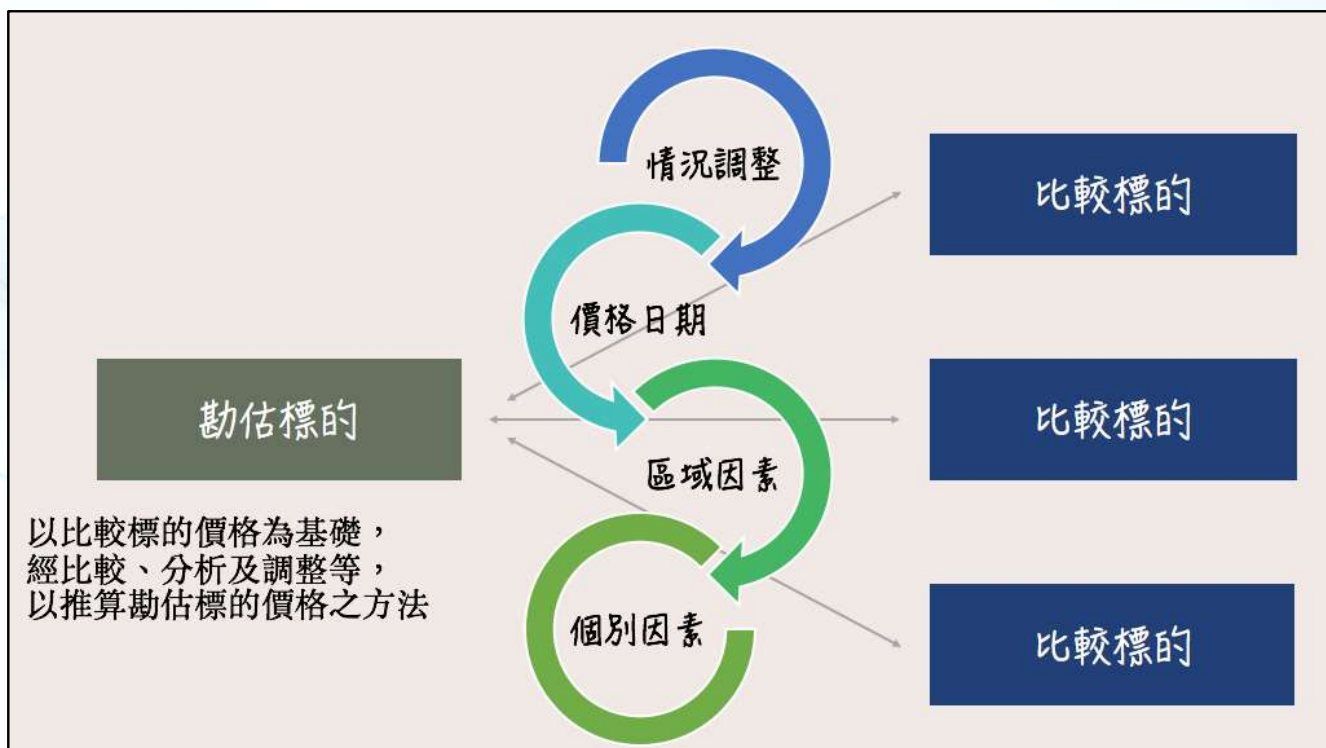 情況調整
比較標的
價格日期
勘估標的
比較標的
區域因素
以比較標的價格為基礎，
經比較、分析及調整等，
以推算勘估標的價格之方法
個別因素
比較標的